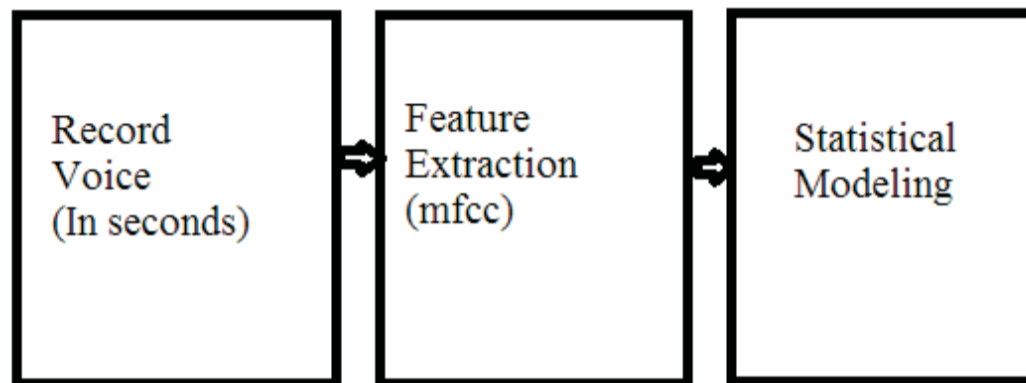 Record
Voice
(In seconds)
Feature
Extraction
(mfcc)
Statistical
Modeling